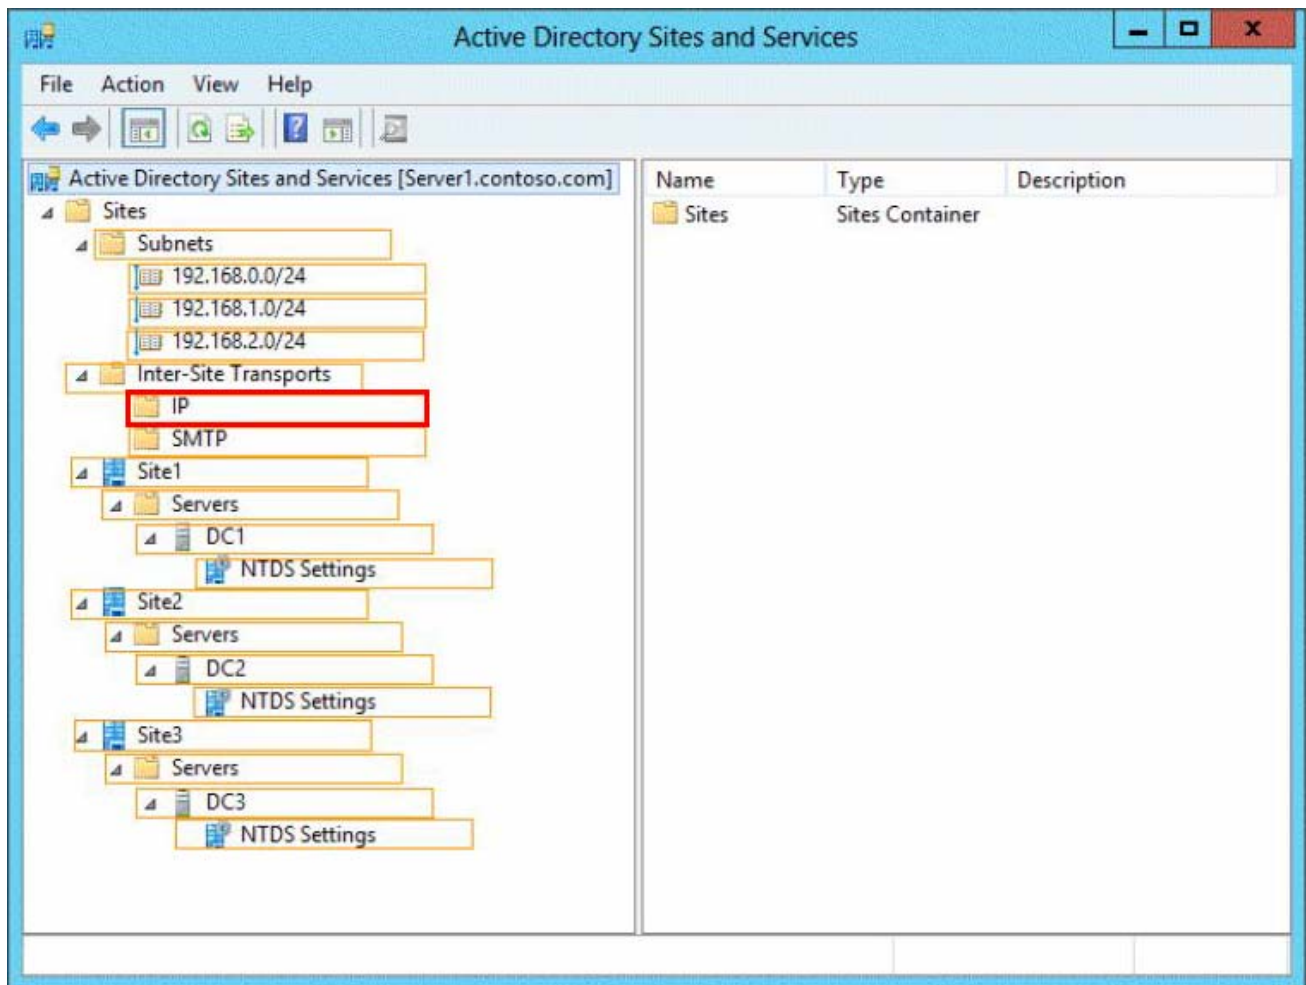 Active Directory Sites and Services
File Action View Help
Active Directory Sites and Services [Server1.contoso.com]
Sites
Subnets
192.168.0.0/24
192.168.1.0/24
192.168.2.0/24
Inter-Site Transports
IP
SMTP
Site1
Servers
DC1
NTDS Settings
Site2
Servers
DC2
NTDS Settings
Site3
Servers
DC3
NTDS Settings
Name Type Description
Sites Sites Container